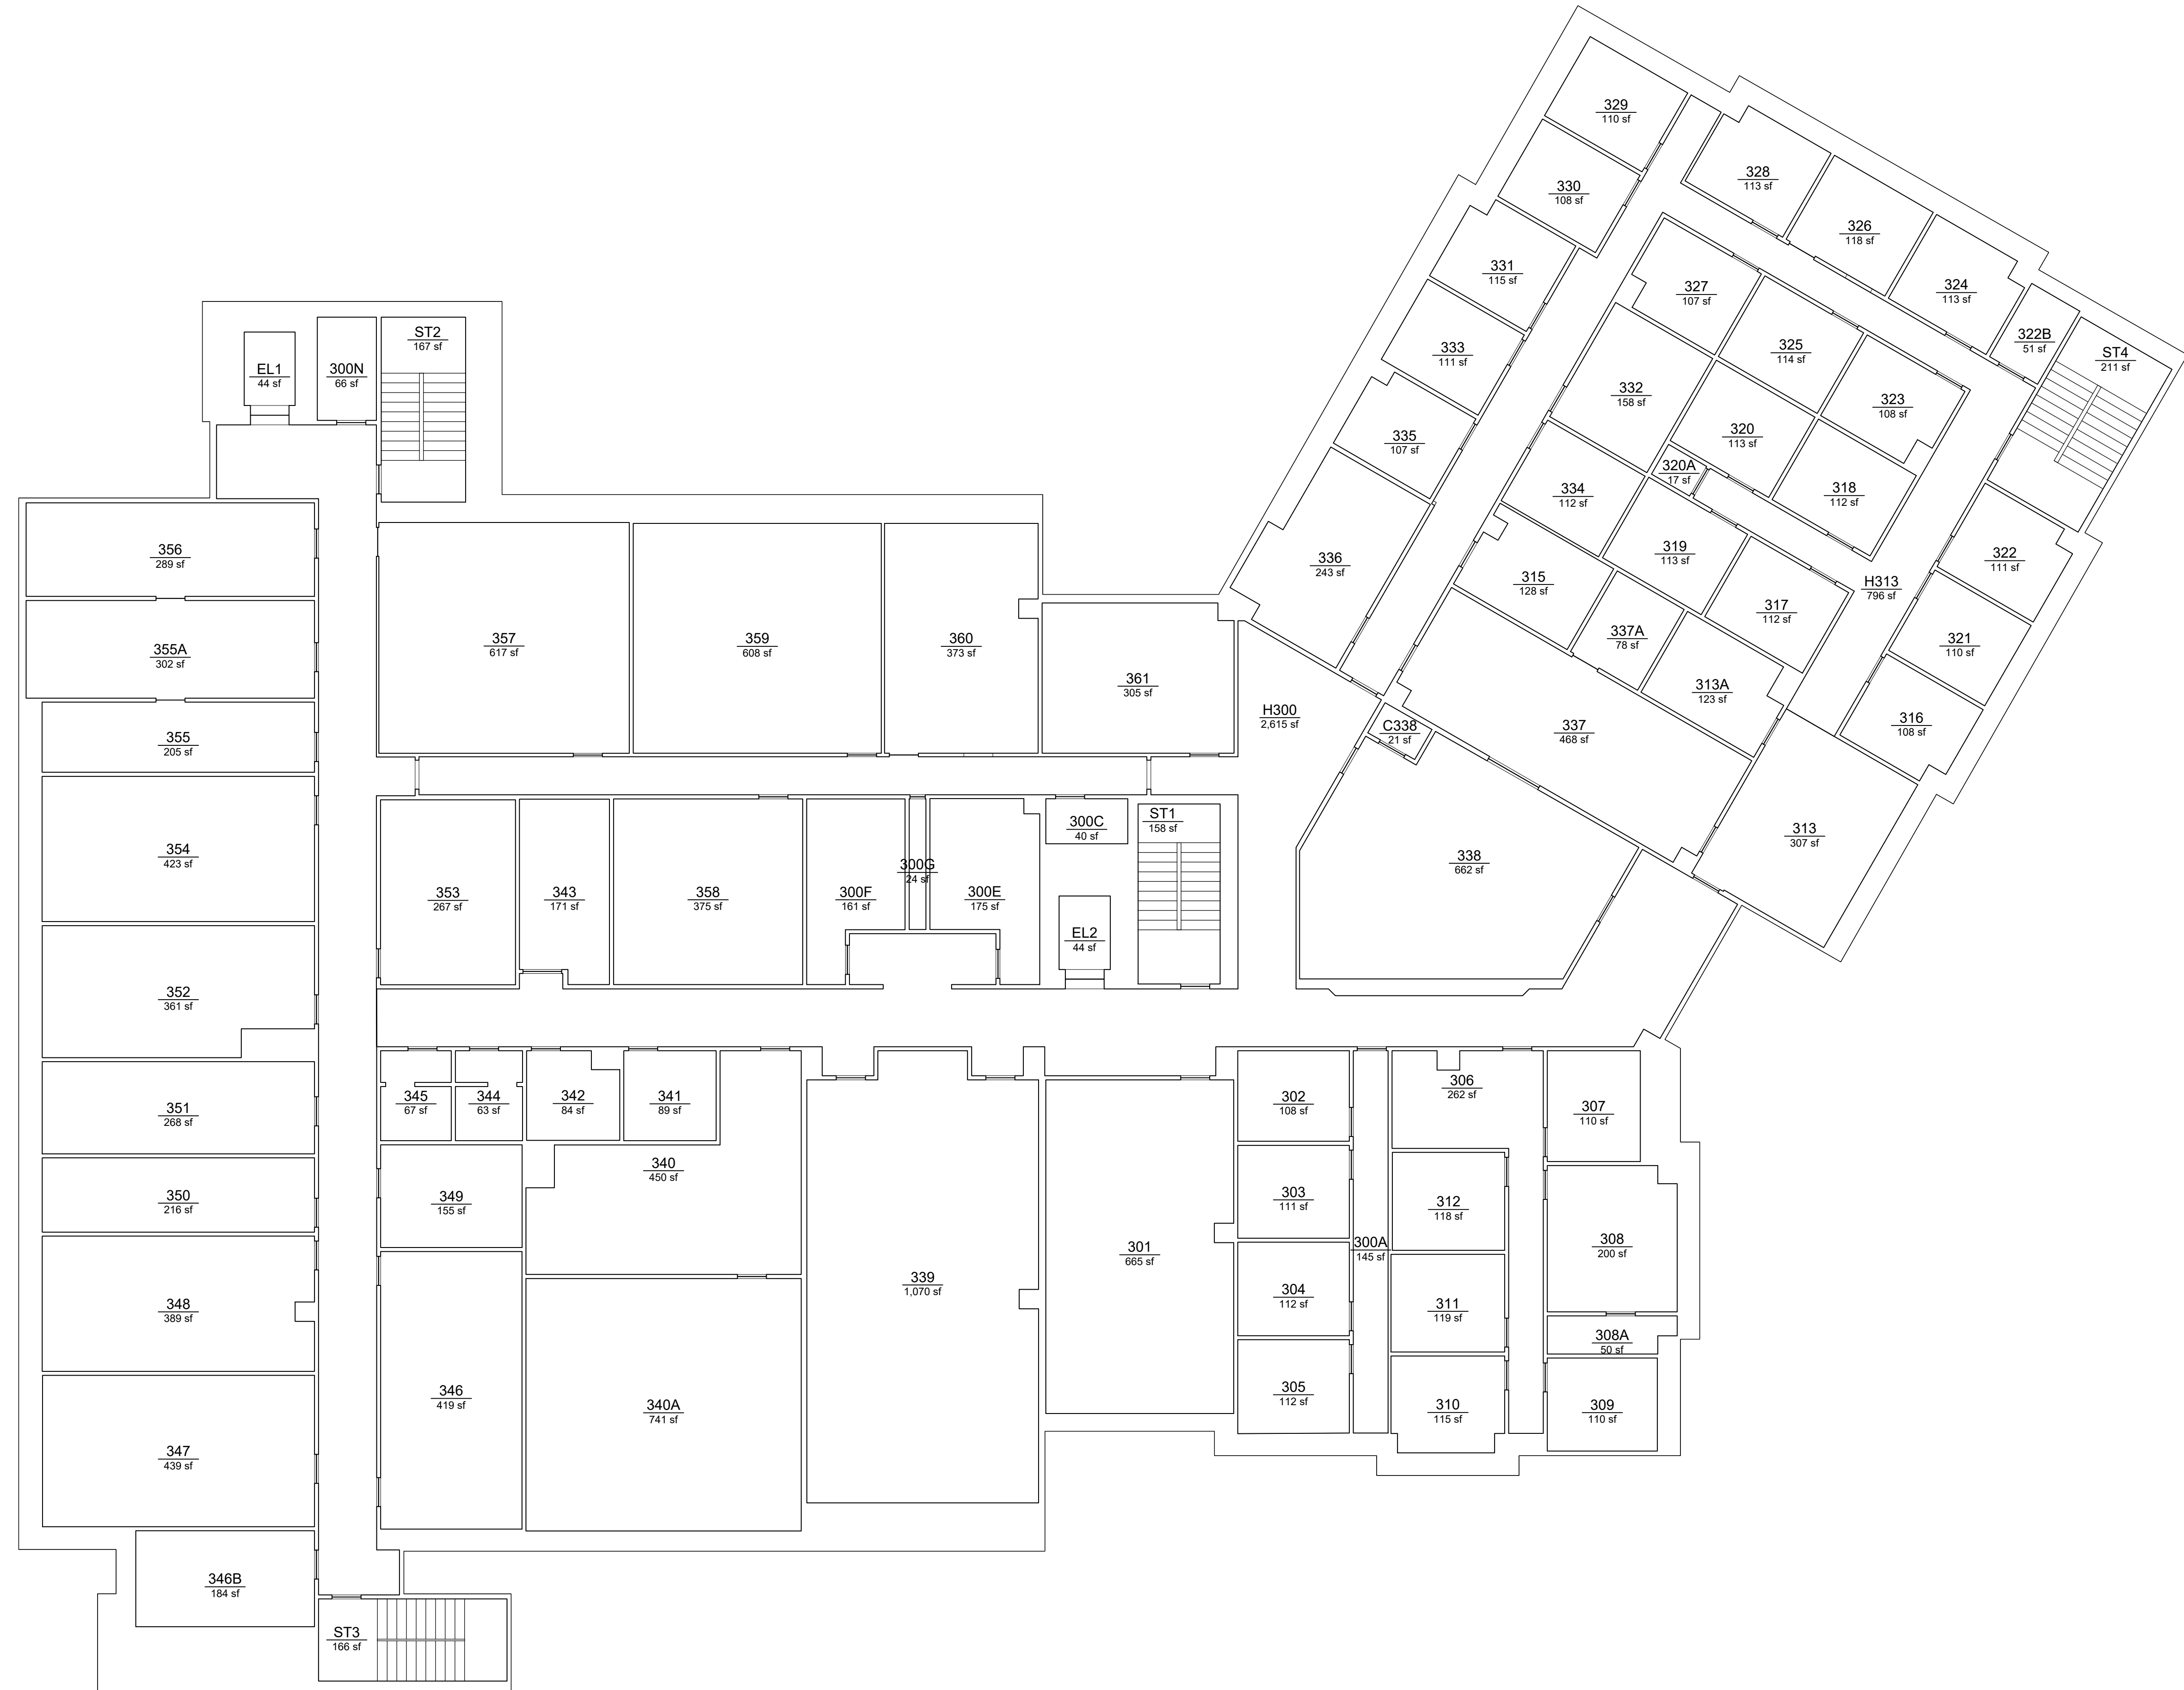 329
110 sf
330
108 sf
328
113 sf
326
118 sf
331
115 sf
324
113 sf
327
107 sf
322B
51 sf
ST4
211 sf
325
114 sf
333
111 sf
332
158 sf
323
108 sf
320
113 sf
335
107 sf
320A
17 sf
334
112 sf
318
112 sf
336
243 sf
319
113 sf
322
111 sf
315
128 sf
H313
796 sf
317
112 sf
337A
78 sf
321
110 sf
313A
123 sf
316
108 sf
337
468 sf
C338
21 sf
313
307 sf
338
662 sf
ST2
167 sf
EL1
44 sf
300N
66 sf
356
289 sf
355A
302 sf
357
617 sf
359
608 sf
360
373 sf
361
305 sf
H300
2,615 sf
355
205 sf
354
423 sf
353
267 sf
343
171 sf
358
375 sf
300F
161 sf
300G
24 sf
300E
175 sf
300C
40 sf
ST1
158 sf
EL2
44 sf
352
361 sf
351
268 sf
345
67 sf
344
63 sf
342
84 sf
341
89 sf
302
108 sf
306
262 sf
307
110 sf
340
450 sf
350
216 sf
349
155 sf
303
111 sf
312
118 sf
301
665 sf
300A
145 sf
308
200 sf
339
1,070 sf
304
112 sf
311
119 sf
348
389 sf
308A
50 sf
346
419 sf
340A
741 sf
305
112 sf
310
115 sf
309
110 sf
347
439 sf
346B
184 sf
ST3
166 sf